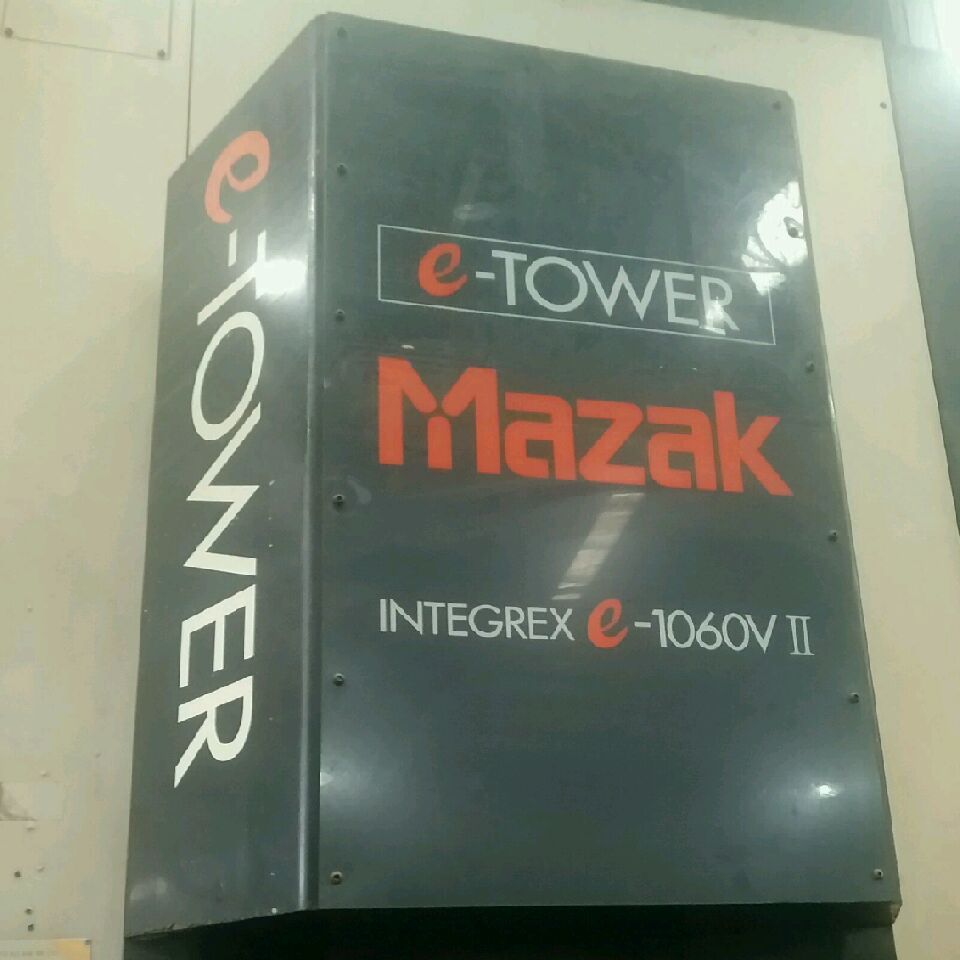 e-TOWER
e-TOWER
Mazak
INTEGREX e-1060V II